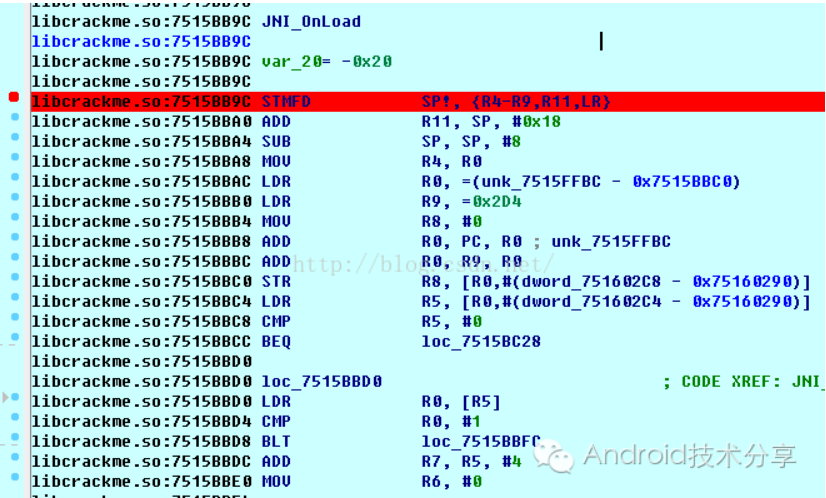 libcrackme.so:7515BB9C JNI_OnLoad
libcrackme.so:7515BB9C
libcrackme.so:7515BB9C var_20= -0x20
libcrackme.so:7515BB9C
libcrackme.so:7515BB9C STMFD SP!, {R4-R9,R11,LR}
libcrackme.so:7515BBA0 ADD R11, SP, #0x18
libcrackme.so:7515BBA4 SUB SP, SP, #8
libcrackme.so:7515BBA8 MOV R4, R0
libcrackme.so:7515BBAC LDR R0, =(unk_7515FFBC - 0x7515BBC0)
libcrackme.so:7515BBB0 LDR R9, =0x2D4
libcrackme.so:7515BBB4 MOV R8, #0
libcrackme.so:7515BBB8 ADD R0, PC, R0 ; unk_7515FFBC
libcrackme.so:7515BBBC ADD R0, R9, R0
http://blog.csdn.net/
libcrackme.so:7515BBC0 STR R8, [R0,#(dword_751602C8 - 0x75160290)]
libcrackme.so:7515BBC4 LDR R5, [R0,#(dword_751602C4 - 0x75160290)]
libcrackme.so:7515BBC8 CMP R5, #0
libcrackme.so:7515BBCC BEQ loc_7515BC28
libcrackme.so:7515BBD0
libcrackme.so:7515BBD0 loc_7515BBD0 ; CODE XREF: JNI_
libcrackme.so:7515BBD0 LDR R0, [R5]
libcrackme.so:7515BBD4 CMP R0, #1
libcrackme.so:7515BBD8 BLT loc_7515BBFC
Android技术分享
libcrackme.so:7515BBDC ADD R7, R5, #4
libcrackme.so:7515BBE0 MOV R6, #0